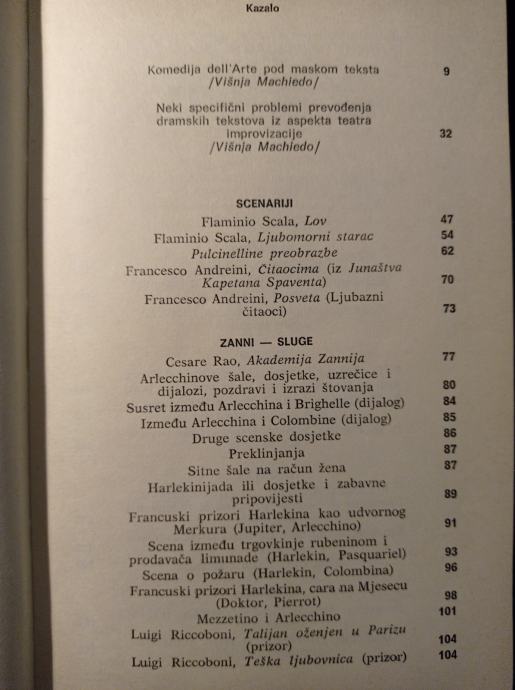 Kazalo
Komedija dell'Arte pod maskom teksta 9
/Višnja Machiedo/
Neki specifični problemi prevođenja
dramskih tekstova iz aspekta teatra
improvizacije 32
/Višnja Machiedo/
SCENARIJI
Flaminio Scala, Lov 47
Flaminio Scala, Ljubomorni starac 54
Pulcinelline preobrazbe 62
Francesco Andreini, Čitaocima (iz Junaštva
Kapetana Spaventa) 70
Francesco Andreini, Posveta (Ljubazni
čitaoci) 73
ZANNI — SLUGE
Cesare Rao, Akademija Zannija 77
Arlecchinove šale, dosjetke, uzrečice i
dijalozi, pozdravi i izrazi štovanja 80
Susret između Arlecchina i Brighelle (dijalog) 84
Između Arlecchina i Colombine (dijalog) 85
Druge scenske dosjetke 86
Preklinjanja 87
Sitne šale na račun žena 87
Harlekinijada ili dosjetke i zabavne
pripovijesti 89
Francuski prizori Harlekina kao udvornog
Merkura (Jupiter, Arlecchino) 91
Scena između trgovkinje rubeninom i
prodavača limunade (Harlekin, Pasquariel) 93
Scena o požaru (Harlekin, Colombina) 96
Francuski prizori Harlekina, cara na Mjesecu
(Doktor, Pierrot) 98
Mezzetino i Arlecchino 101
Luigi Riccoboni, Talijan oženjen u Parizu
(prizor) 104
Luigi Riccoboni, Teška ljubovnica (prizor) 104